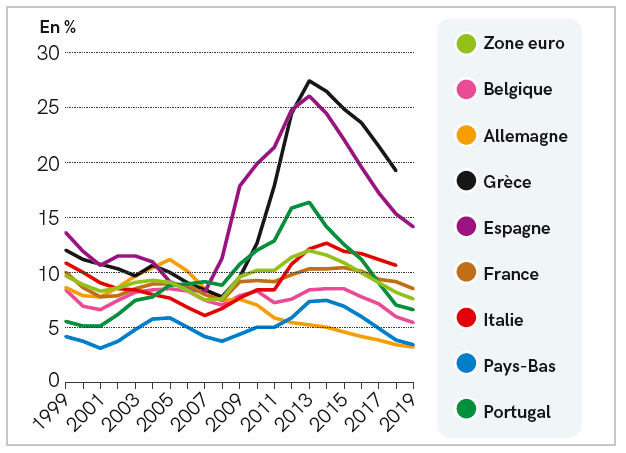 En %
30
25
20
15
10
5
0
1999
2001
2003
2005
2007
2009
2011
2013
2015
2017
2019
Zone euro
Belgique
Allemagne
Grèce
Espagne
France
Italie
Pays-Bas
Portugal